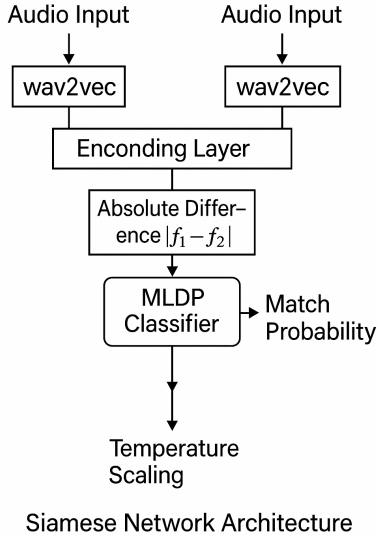 Audio Input Audio Input
wav2vec wav2vec
Enconding Layer
Absolute Differ–
ence |f₁−f₂|
MLDP
Classifier
Match
Probability
Temperature
Scaling
Siamese Network Architecture